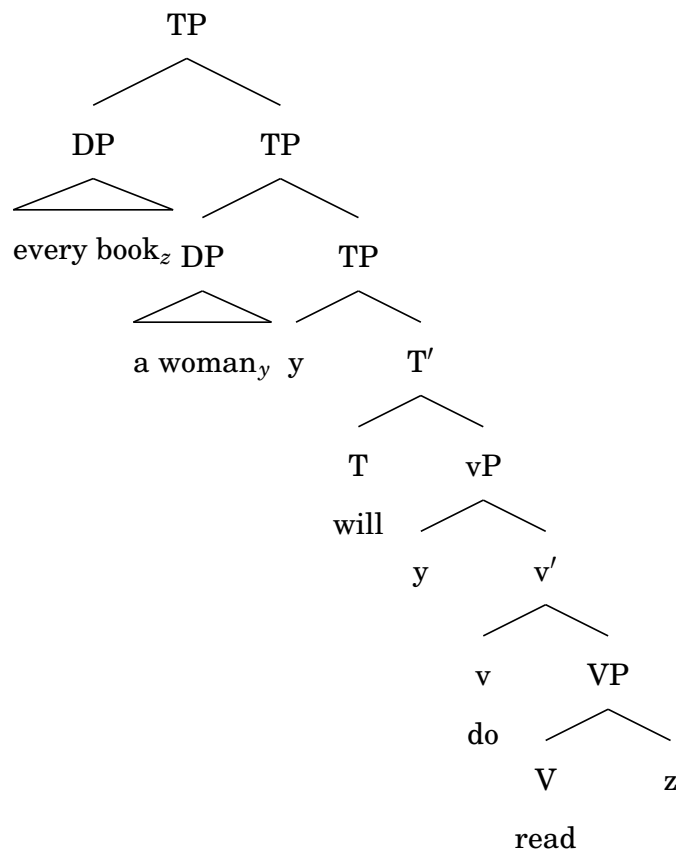 TP
DP TP
every book_z DP TP
a woman_y y T′
T vP
will
y v′
v VP
do
V z
read